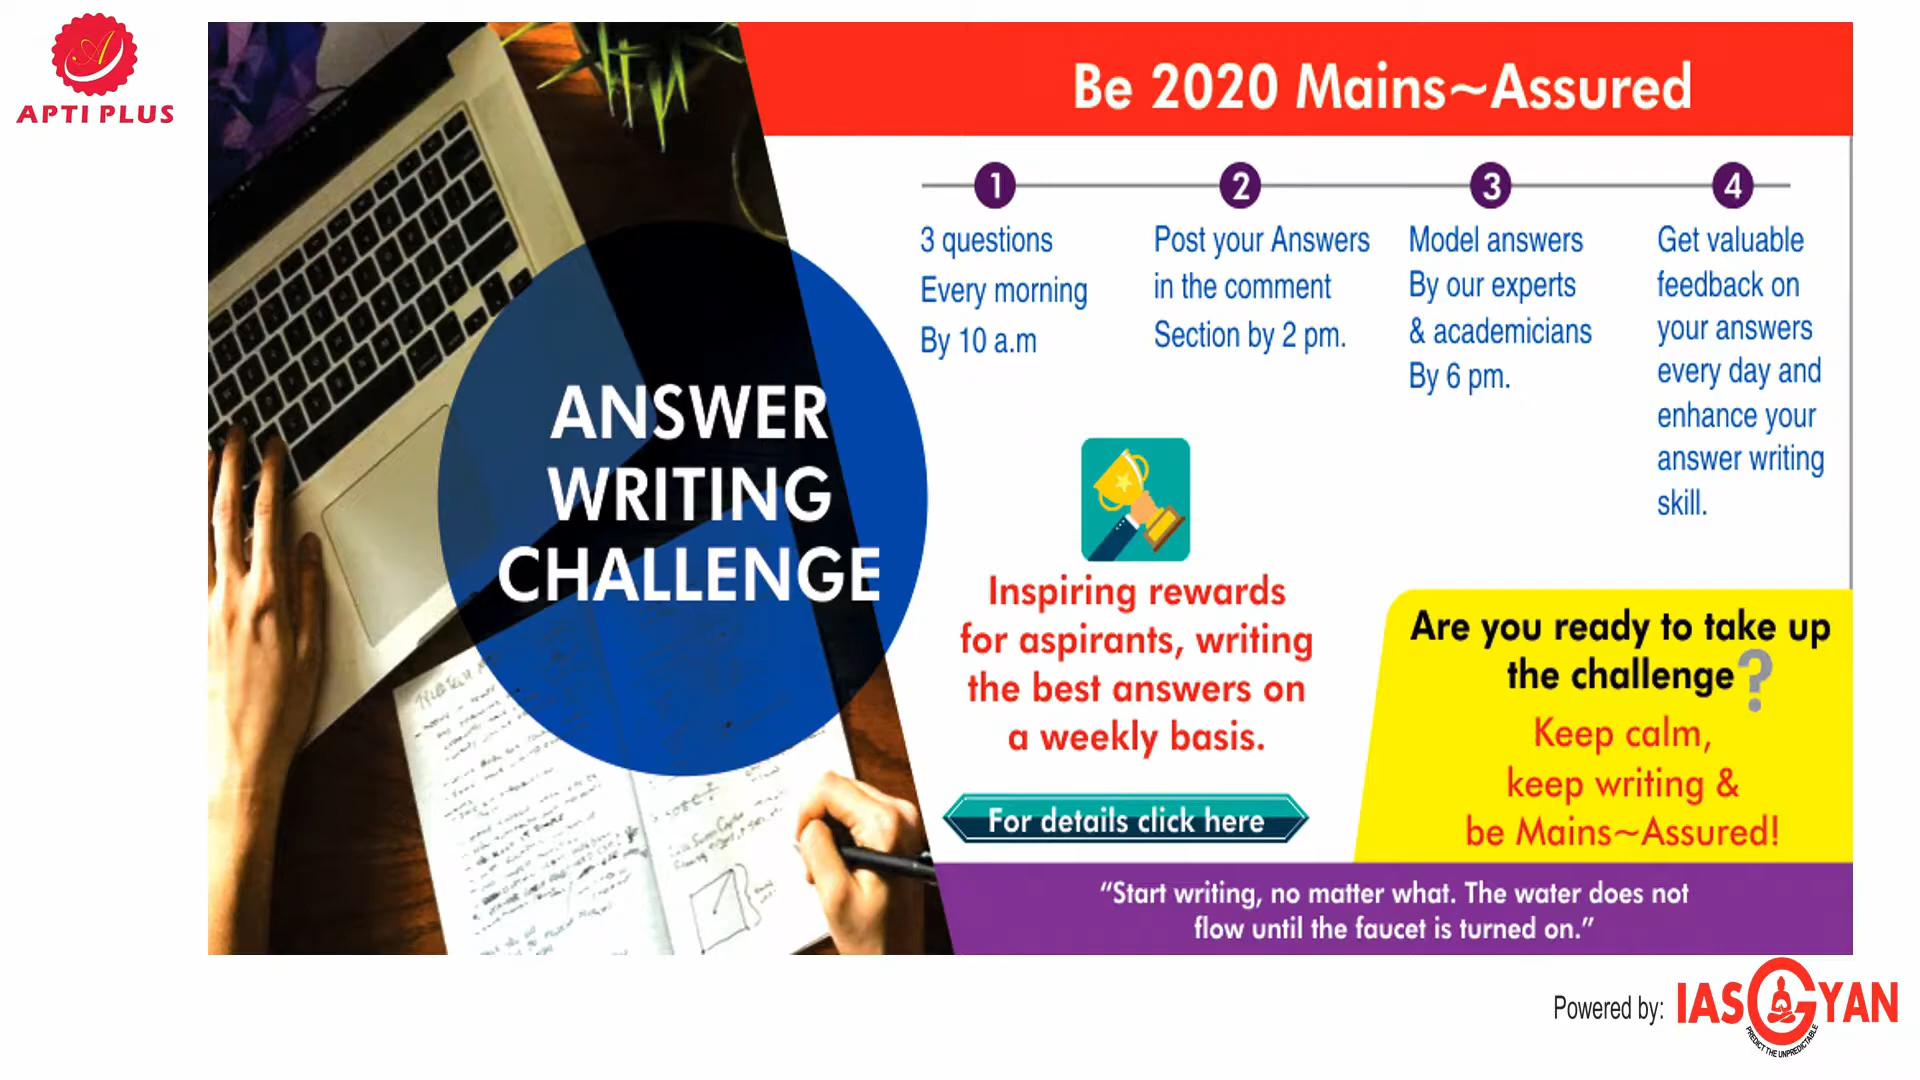 APTI PLUS
Be 2020 Mains~Assured
ANSWER
WRITING
CHALLENGE
1
3 questions
Every morning
By 10 a.m
2
Post your Answers
in the comment
Section by 2 pm.
3
Model answers
By our experts
& academicians
By 6 pm.
4
Get valuable
feedback on
your answers
every day and
enhance your
answer writing
skill.
Inspiring rewards
for aspirants, writing
the best answers on
a weekly basis.
For details click here
Are you ready to take up
the challenge?
Keep calm,
keep writing &
be Mains~Assured!
“Start writing, no matter what. The water does not
flow until the faucet is turned on.”
Powered by: IAS GYAN
PREDICT THE UNPREDICTABLE